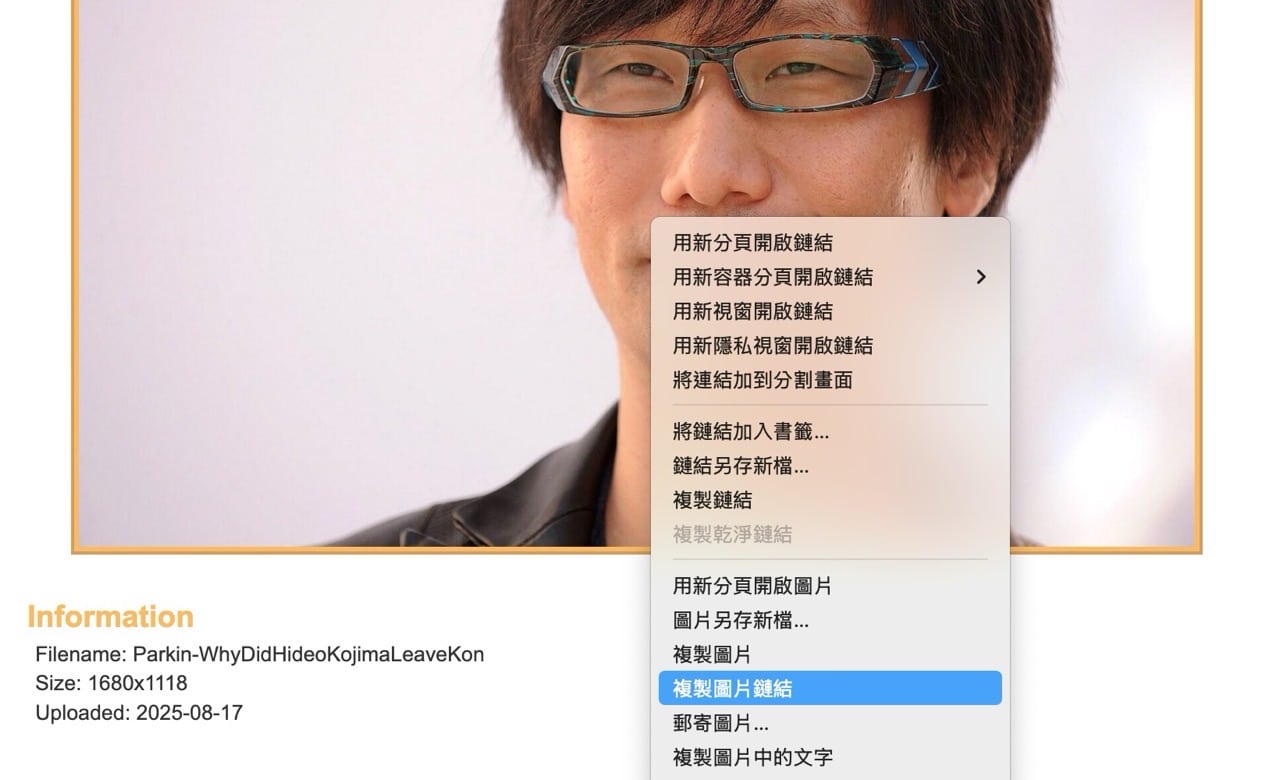 用新分頁開啟鏈結
用新容器分頁開啟鏈結
用新視窗開啟鏈結
用新隱私視窗開啟鏈結
將連結加到分割畫面
將鏈結加入書籤...
鏈結另存新檔...
複製鏈結
複製乾淨鏈結
用新分頁開啟圖片
圖片另存新檔...
複製圖片
複製圖片鏈結
郵寄圖片...
複製圖片中的文字
Information
Filename: Parkin-WhyDidHideoKojimaLeaveKon
Size: 1680x1118
Uploaded: 2025-08-17